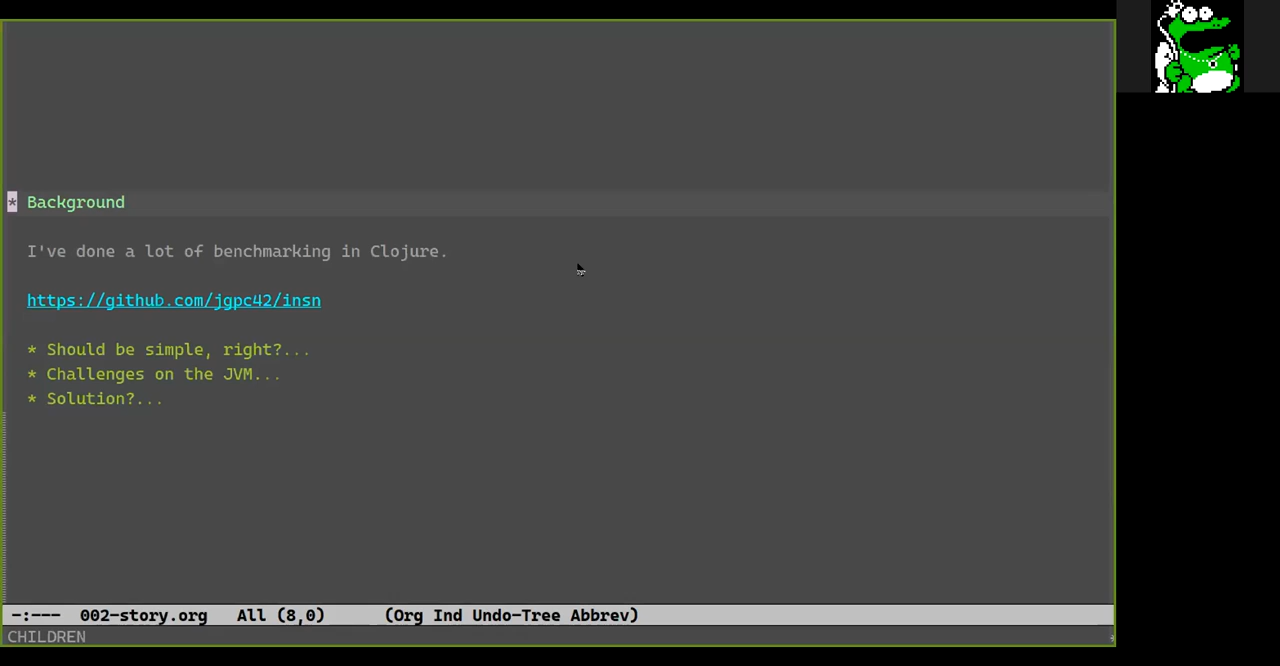 * Background
I've done a lot of benchmarking in Clojure.
https://github.com/jgpc42/insn
* Should be simple, right?...
* Challenges on the JVM...
* Solution?...
-:--- 002-story.org All (8,0) (Org Ind Undo-Tree Abbrev)
CHILDREN